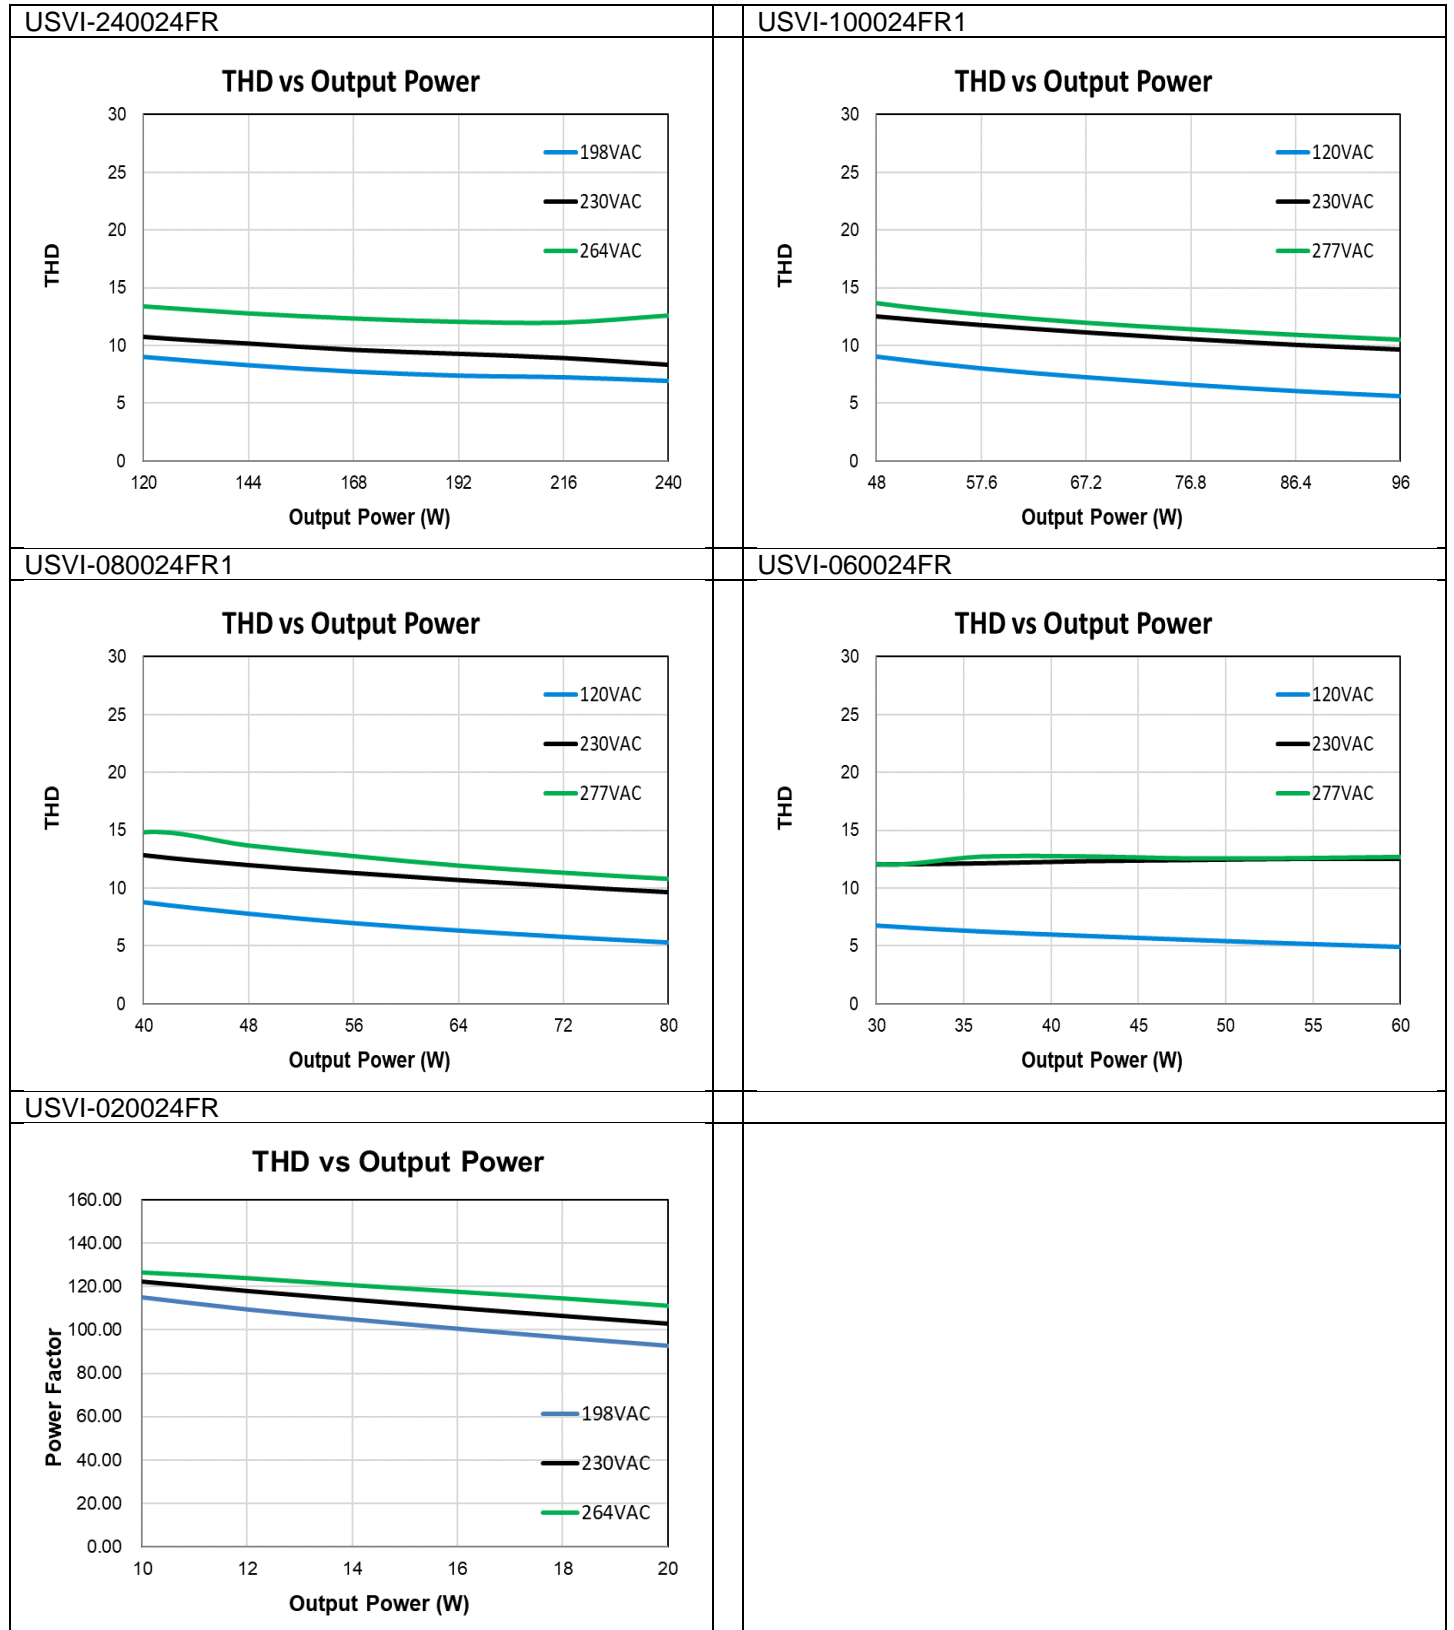 USVI-240024FR
USVI-100024FR1
THD vs Output Power
30
25
20
15
10
5
0
THD
198VAC
230VAC
264VAC
120 144 168 192 216 240
Output Power (W)
THD vs Output Power
30
25
20
15
10
5
0
THD
120VAC
230VAC
277VAC
48 57.6 67.2 76.8 86.4 96
Output Power (W)
USVI-080024FR1
USVI-060024FR
THD vs Output Power
30
25
20
15
10
5
0
THD
120VAC
230VAC
277VAC
40 48 56 64 72 80
Output Power (W)
THD vs Output Power
30
25
20
15
10
5
0
THD
120VAC
230VAC
277VAC
30 35 40 45 50 55 60
Output Power (W)
USVI-020024FR
THD vs Output Power
160.00
140.00
120.00
100.00
80.00
60.00
40.00
20.00
0.00
Power Factor
198VAC
230VAC
264VAC
10 12 14 16 18 20
Output Power (W)